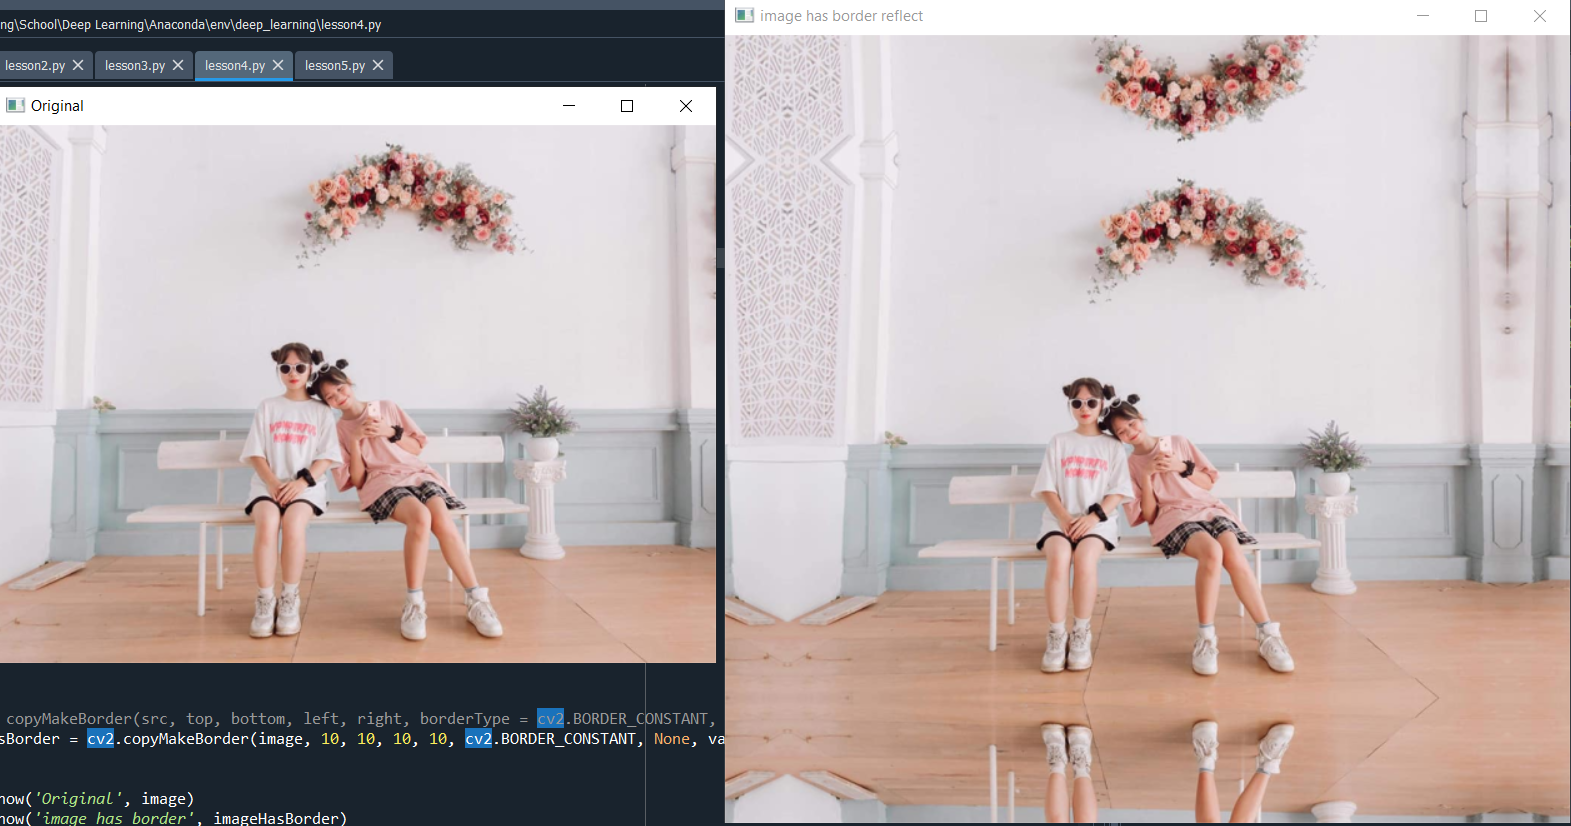 ng\School\Deep Learning\Anaconda\env\deep_learning\lesson4.py
lesson2.py
lesson3.py
lesson4.py
lesson5.py
Original
image has border reflect
copyMakeBorder(src, top, bottom, left, right, borderType = cv2.BORDER_CONSTANT,
sBorder = cv2.copyMakeBorder(image, 10, 10, 10, 10, cv2.BORDER_CONSTANT, None, va
how('Original', image)
how('image has border', imageHasBorder)